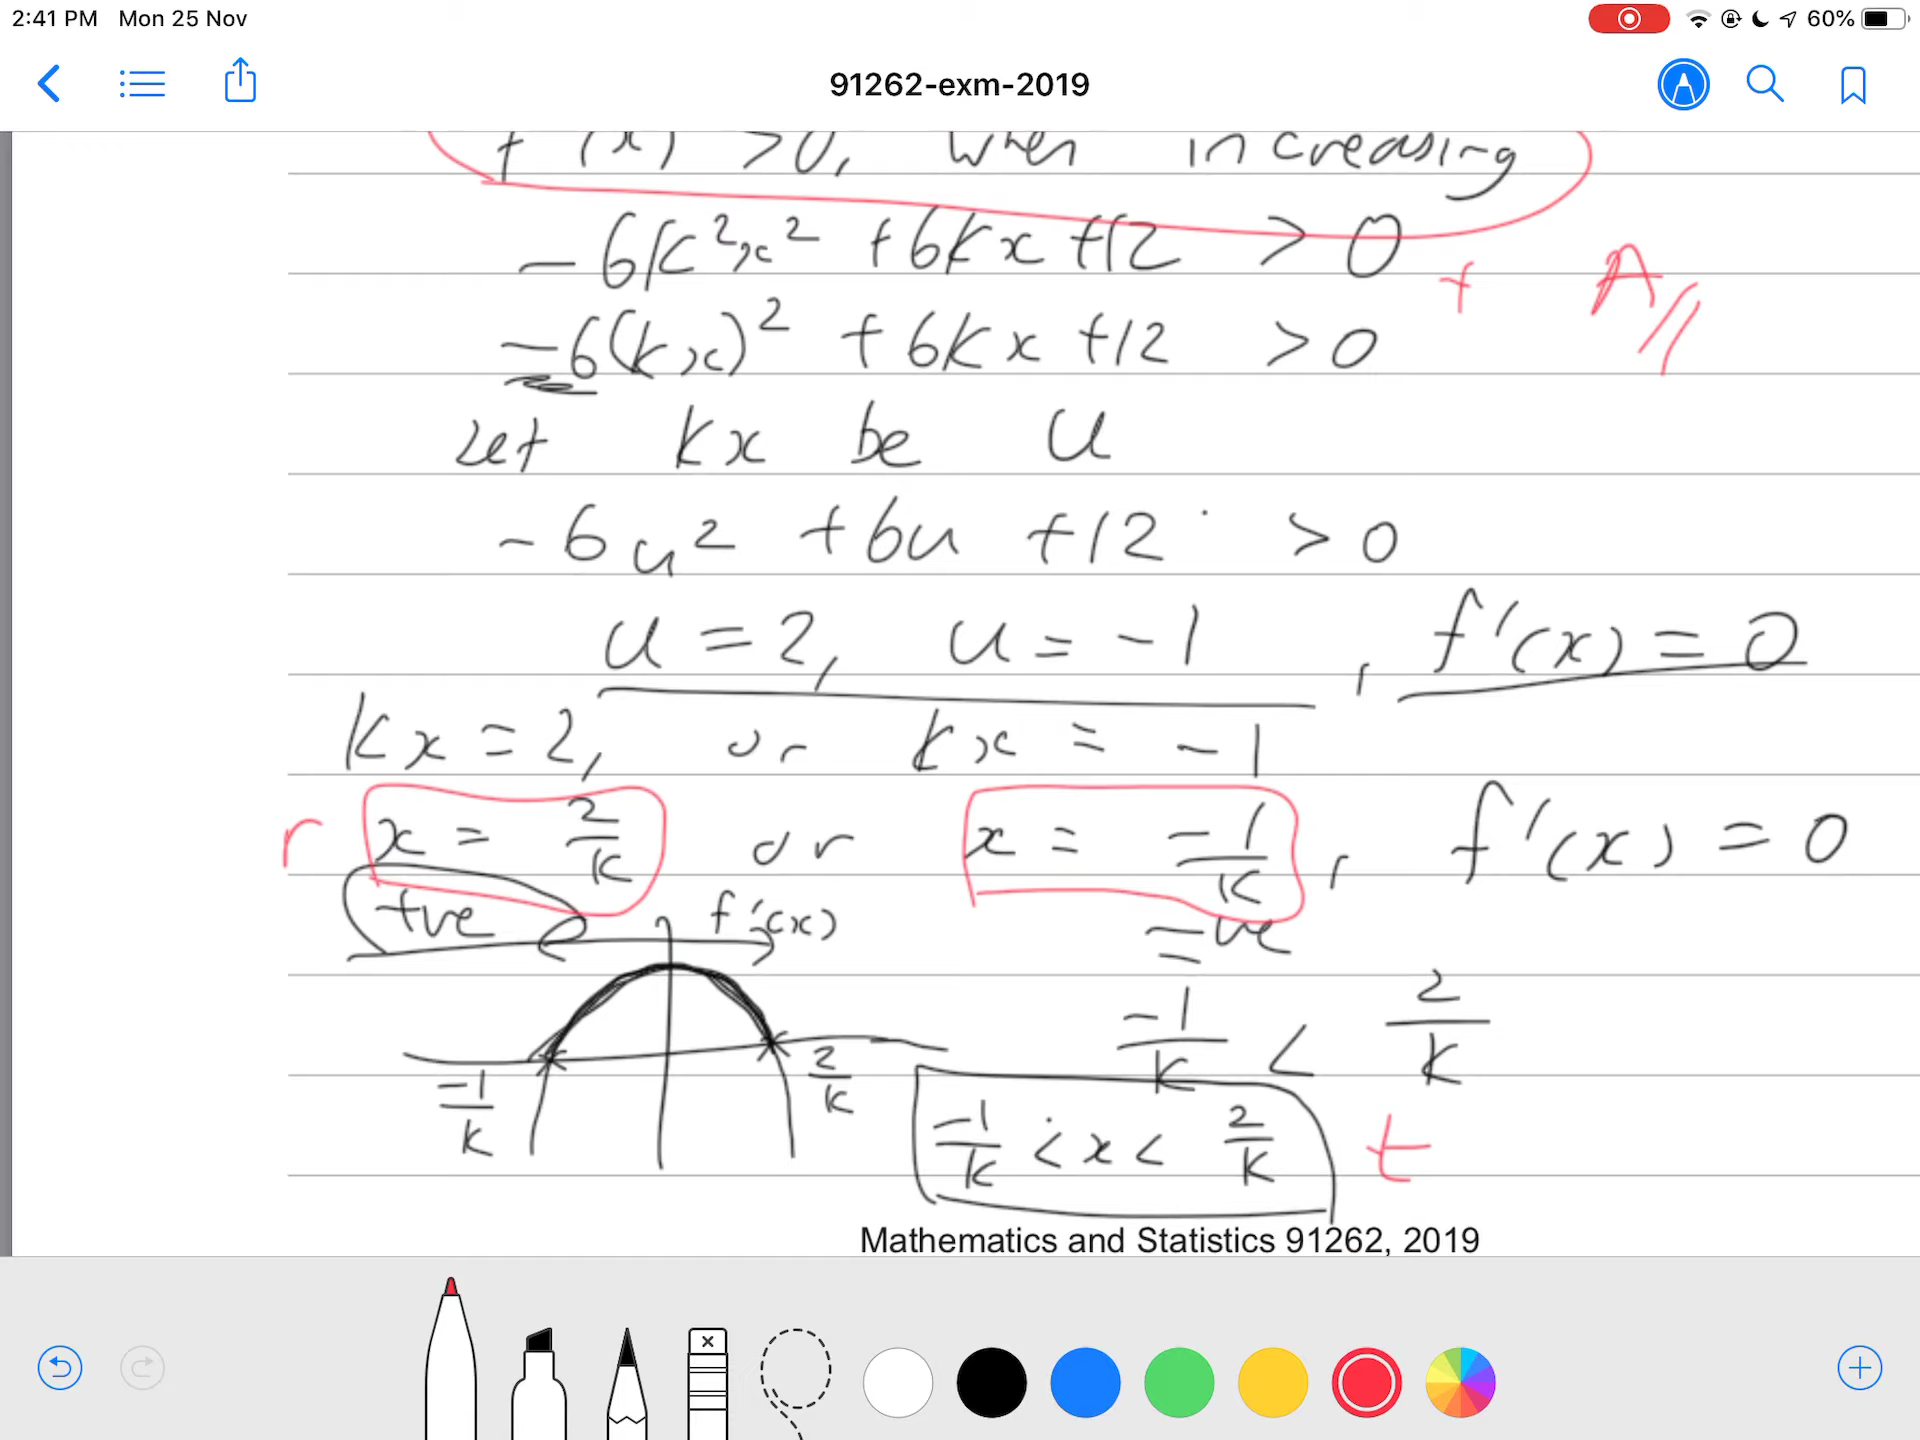 2:41 PM Mon 25 Nov 60%
91262-exm-2019
f'(x) >0, when increasing
-6k²x² +6kx +12 > 0
r A
-6(kx)² +6kx +12 >0
Let kx be u
-6u² +6u +12 >0
u = 2, u = -1, f'(x) = 0
kx = 2, or kx = -1
r x = 2/k or x = -1/k, f'(x) = 0
+ve f'(x) -ve
-1/k < 2/k
-1/k 2/k
-1/k < x < 2/k t
Mathematics and Statistics 91262, 2019